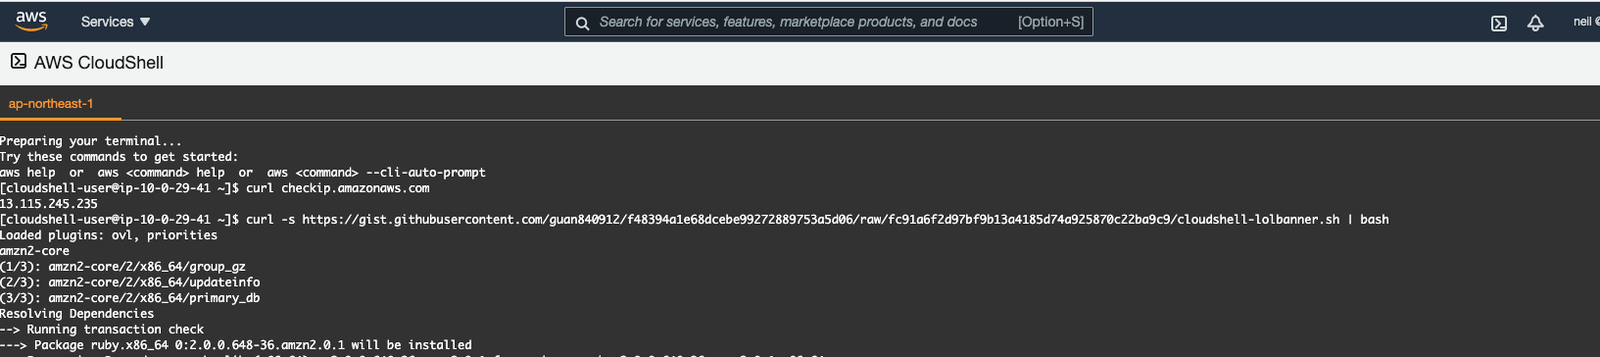 aws Services ▼ Search for services, features, marketplace products, and docs [Option+S] neil @
AWS CloudShell
ap-northeast-1
Preparing your terminal...
Try these commands to get started:
aws help  or  aws <command> help  or  aws <command> --cli-auto-prompt
[cloudshell-user@ip-10-0-29-41 ~]$ curl checkip.amazonaws.com
13.115.245.235
[cloudshell-user@ip-10-0-29-41 ~]$ curl -s https://gist.githubusercontent.com/guan840912/f48394a1e68dcebe99272889753a5d06/raw/fc91a6f2d97bf9b13a4185d74a925870c22ba9c9/cloudshell-lolbanner.sh | bash
Loaded plugins: ovl, priorities
amzn2-core
(1/3): amzn2-core/2/x86_64/group_gz
(2/3): amzn2-core/2/x86_64/updateinfo
(3/3): amzn2-core/2/x86_64/primary_db
Resolving Dependencies
--> Running transaction check
---> Package ruby.x86_64 0:2.0.0.648-36.amzn2.0.1 will be installed